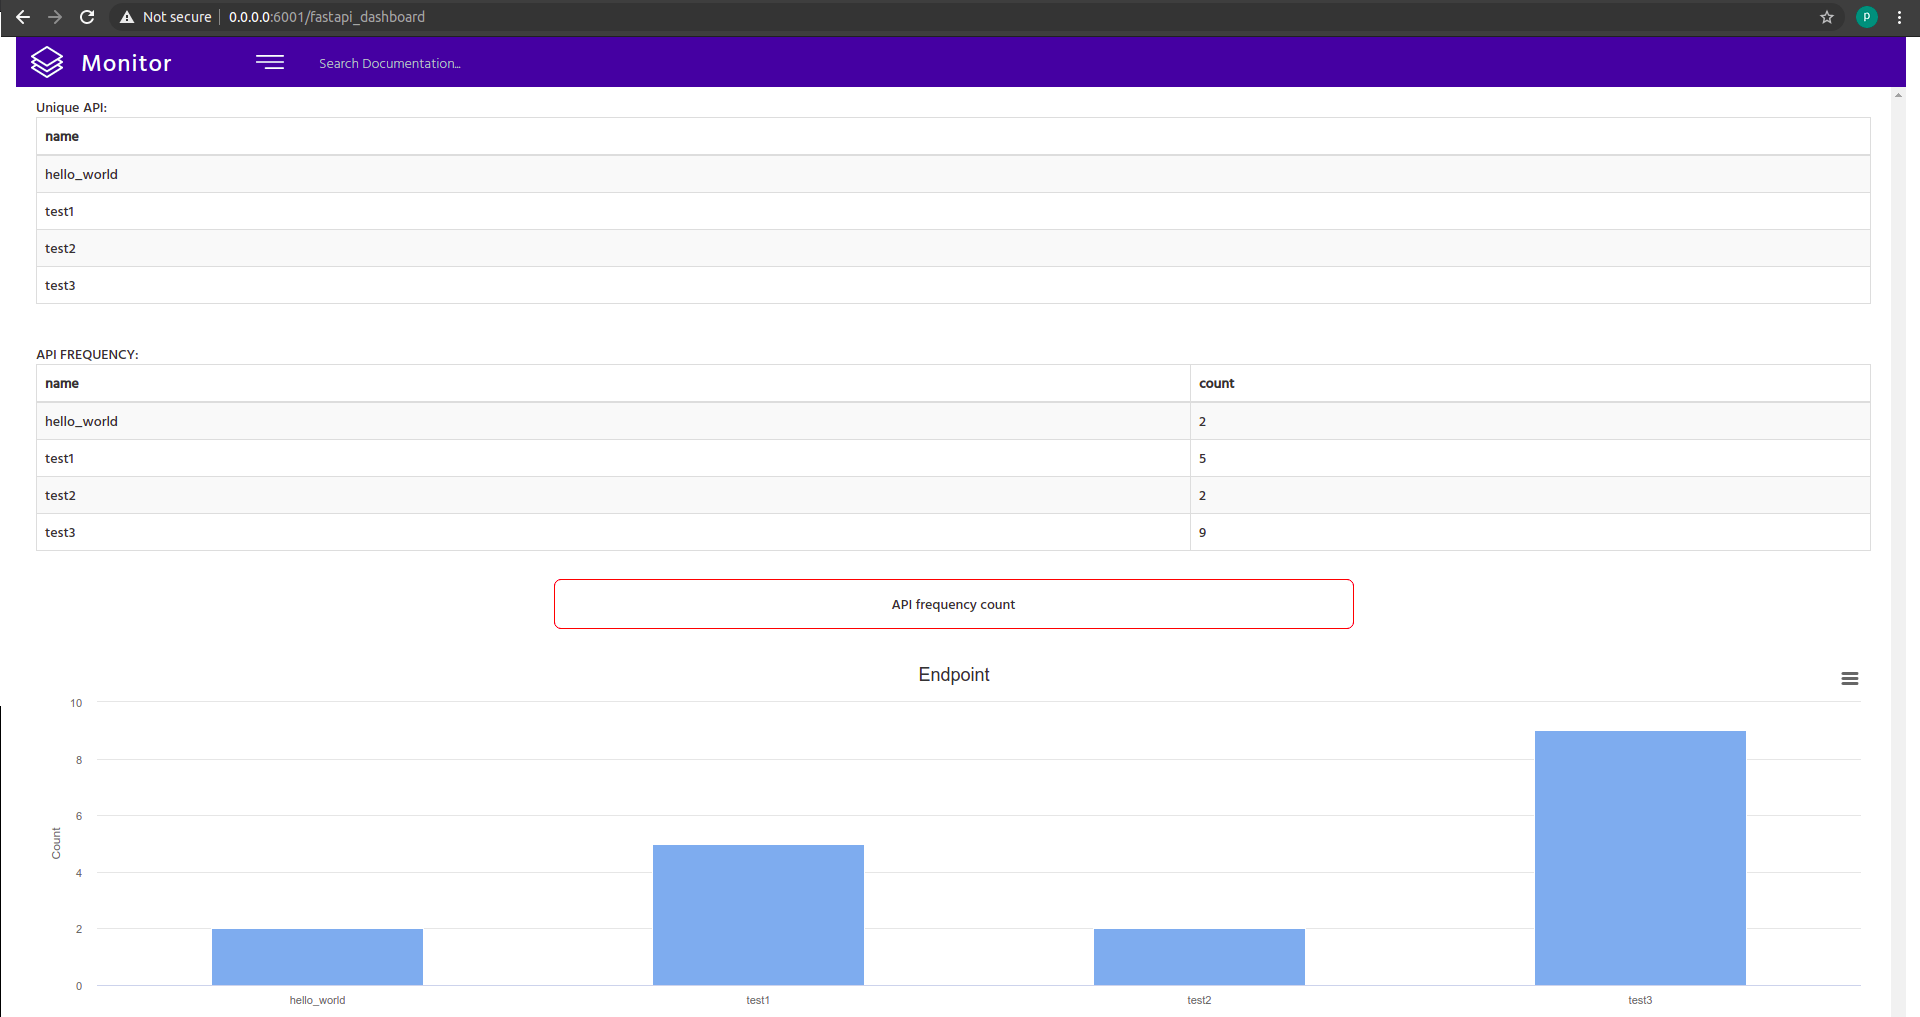 Not secure 0.0.0.0:6001/fastapi_dashboard
p
Monitor
Search Documentation...
Unique API:
name
hello_world
test1
test2
test3
API FREQUENCY:
name count
hello_world 2
test1 5
test2 2
test3 9
API frequency count
Endpoint
10
8
6
4
2
0
Count
hello_world test1 test2 test3